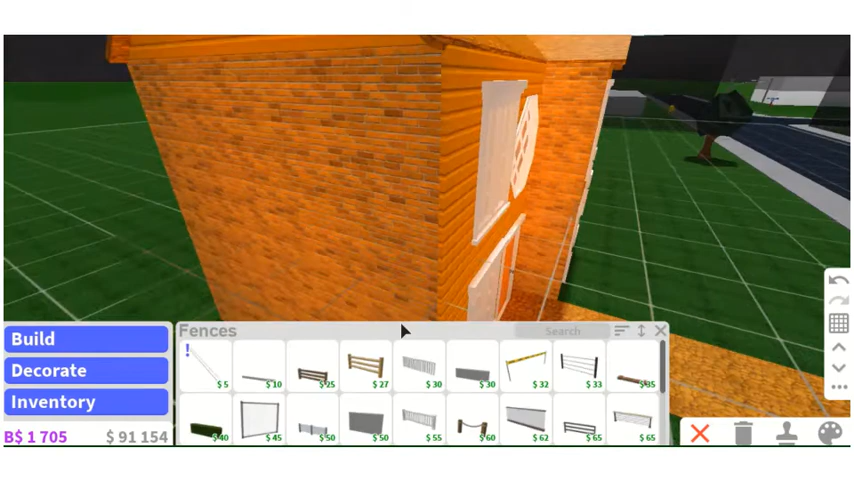 Build
Decorate
Inventory
B$ 1 705
$ 91 154
Fences
Search
!
$ 5
$ 10
$ 25
$ 27
$ 30
$ 30
$ 32
$ 33
$ 35
$ 40
$ 45
$ 50
$ 50
$ 55
$ 60
$ 62
$ 65
$ 65